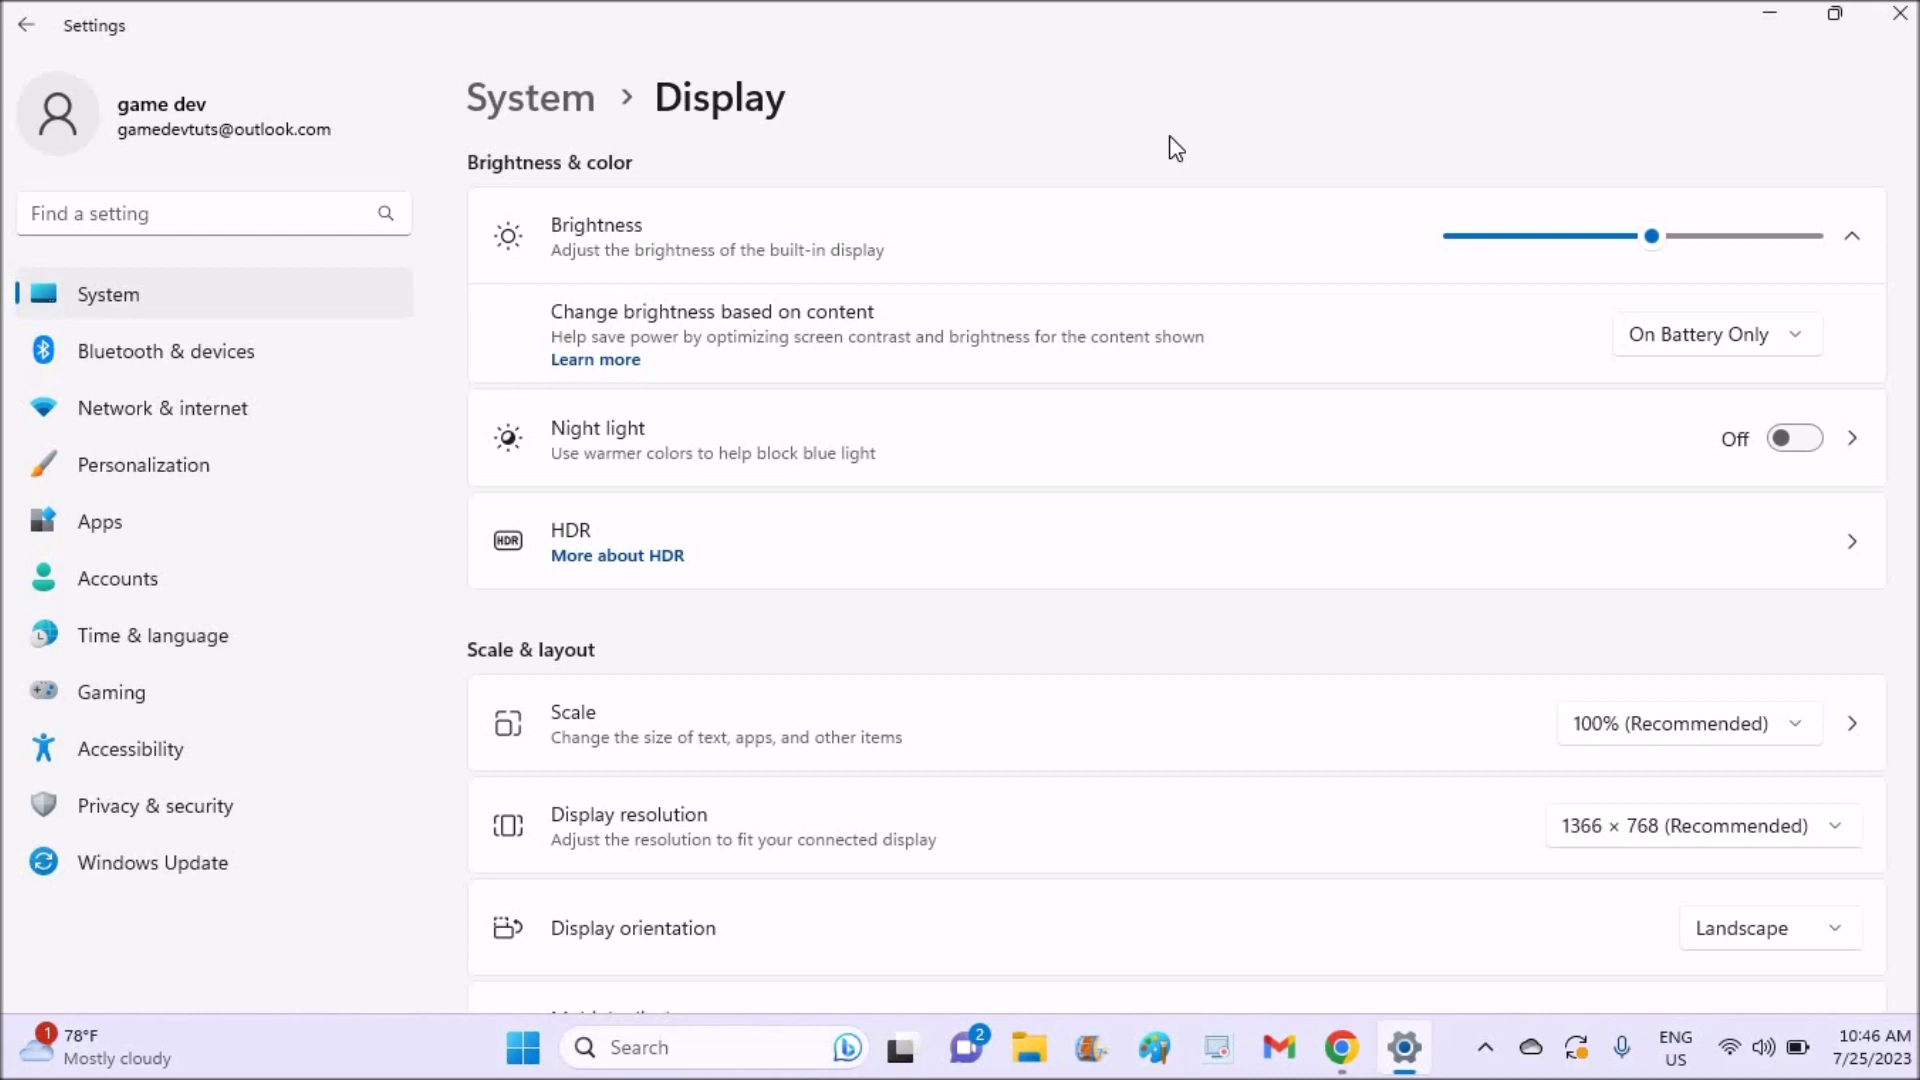 Settings
game dev
gamedevtuts@outlook.com
Find a setting
System
Bluetooth & devices
Network & internet
Personalization
Apps
Accounts
Time & language
Gaming
Accessibility
Privacy & security
Windows Update
System › Display
Brightness & color
Brightness
Adjust the brightness of the built-in display
Change brightness based on content
Help save power by optimizing screen contrast and brightness for the content shown
Learn more
On Battery Only
Night light
Use warmer colors to help block blue light
Off
HDR
HDR
More about HDR
Scale & layout
Scale
Change the size of text, apps, and other items
100% (Recommended)
Display resolution
Adjust the resolution to fit your connected display
1366 × 768 (Recommended)
Display orientation
Landscape
1
78°F
Mostly cloudy
Search
2
ENG
US
10:46 AM
7/25/2023